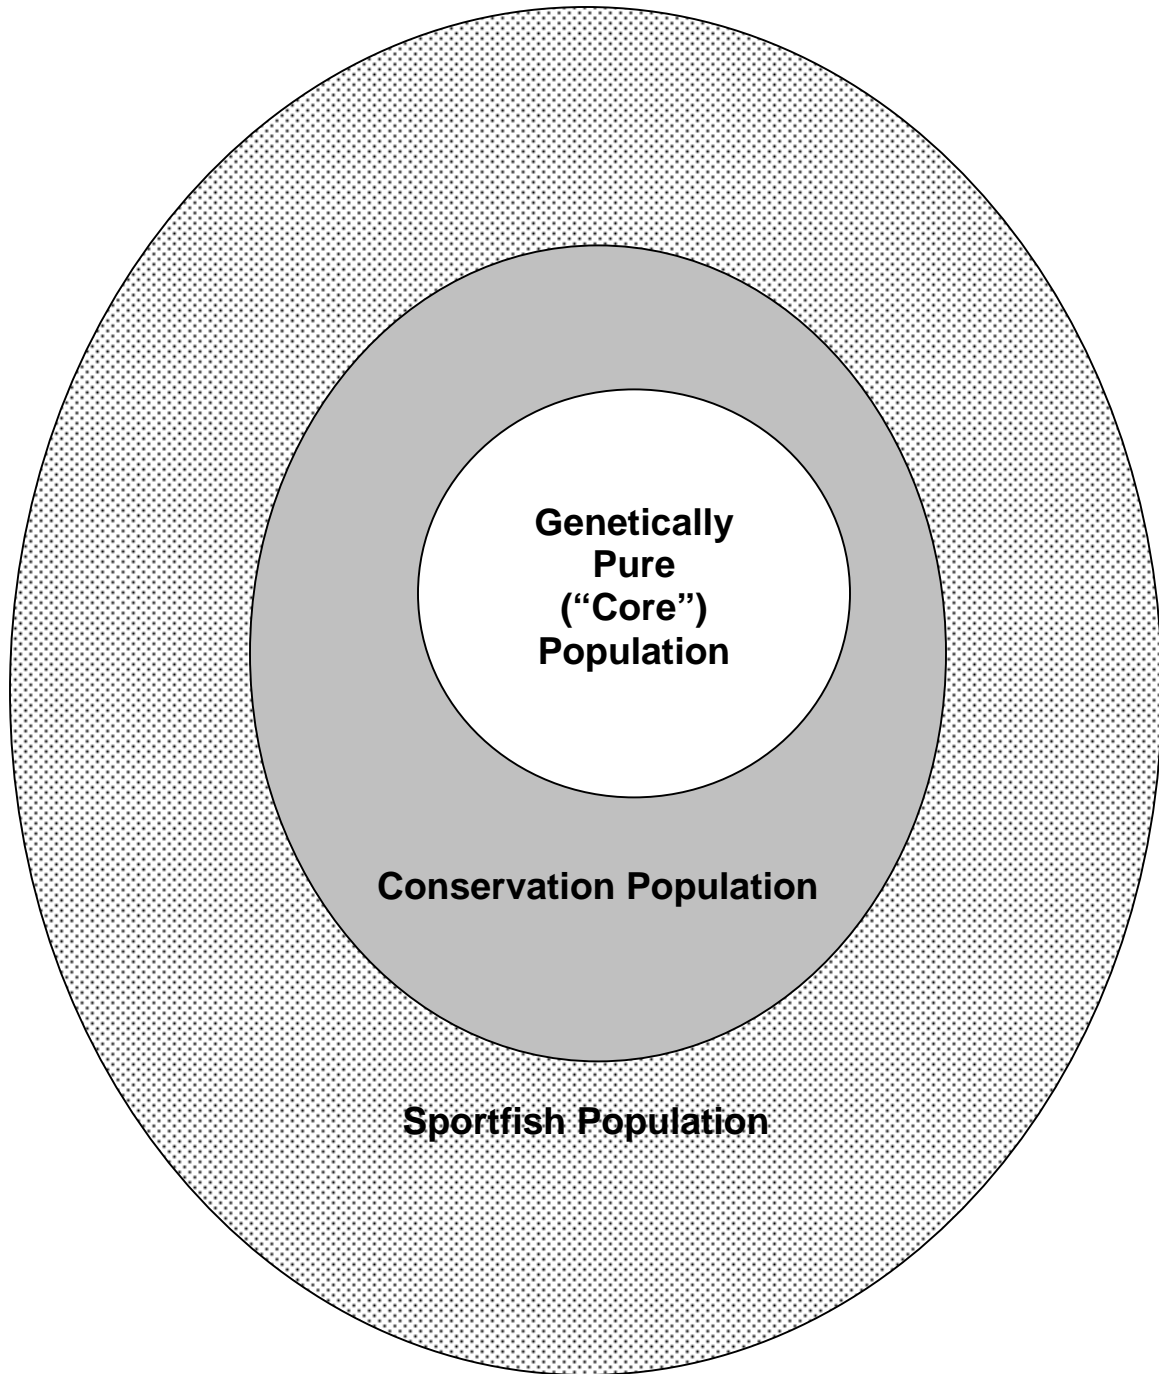 Genetically
Pure
(“Core”)
Population
Conservation Population
Sportfish Population